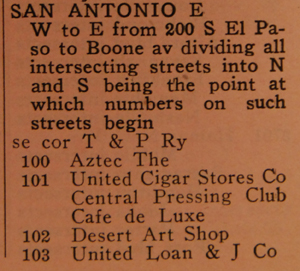 SAN ANTONIO E
W to E from 200 S El Pa-
so to Boone av dividing all
intersecting streets into N
and S being the point at
which numbers on such
streets begin
se cor T & P Ry
100 Aztec The
101 United Cigar Stores Co
Central Pressing Club
Cafe de Luxe
102 Desert Art Shop
103 United Loan & J Co